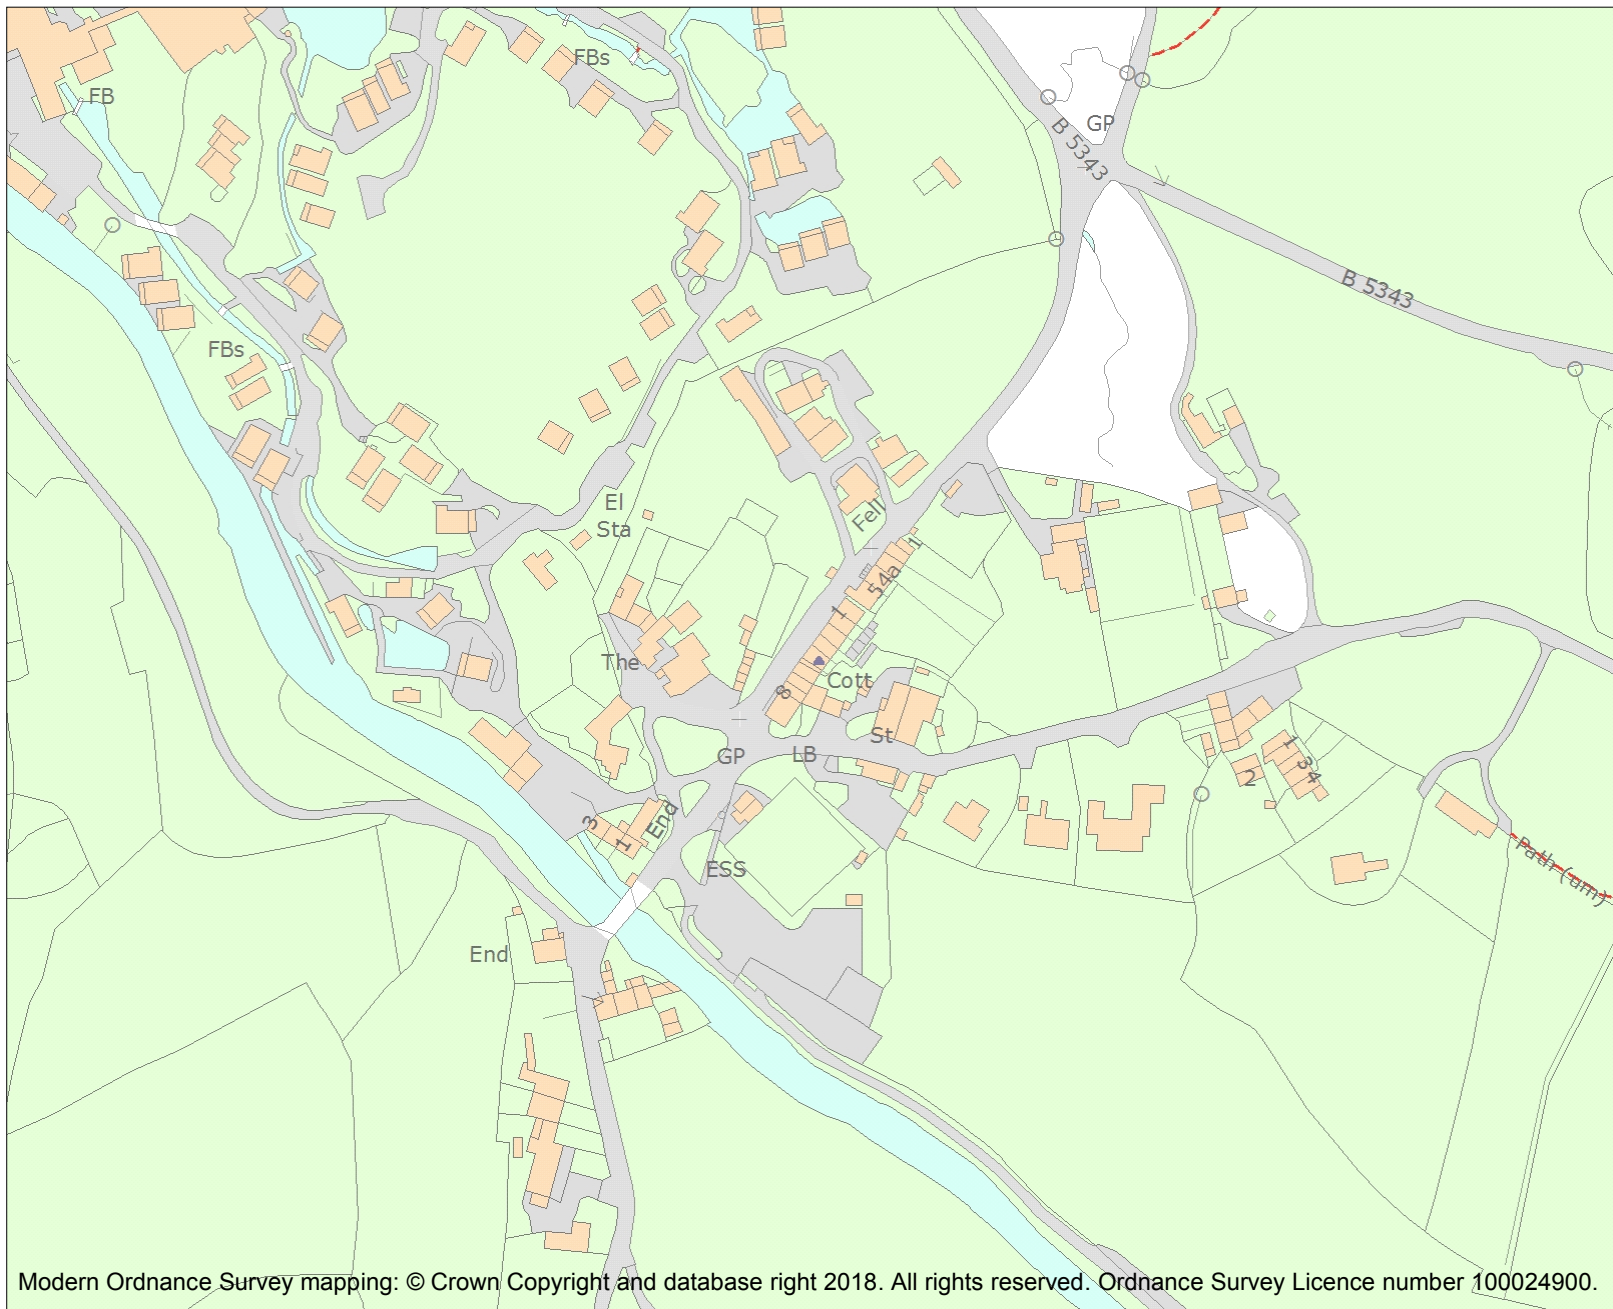 FBs
FB
GP
B 5343
B 5343
FBs
El
Sta
Fell
1
54a
1
The
Cott
8
St
GP
LB
1
3 4
2
3
1
End
ESS
Path (um)
End
Modern Ordnance Survey mapping: © Crown Copyright and database right 2018. All rights reserved. Ordnance Survey Licence number 100024900.